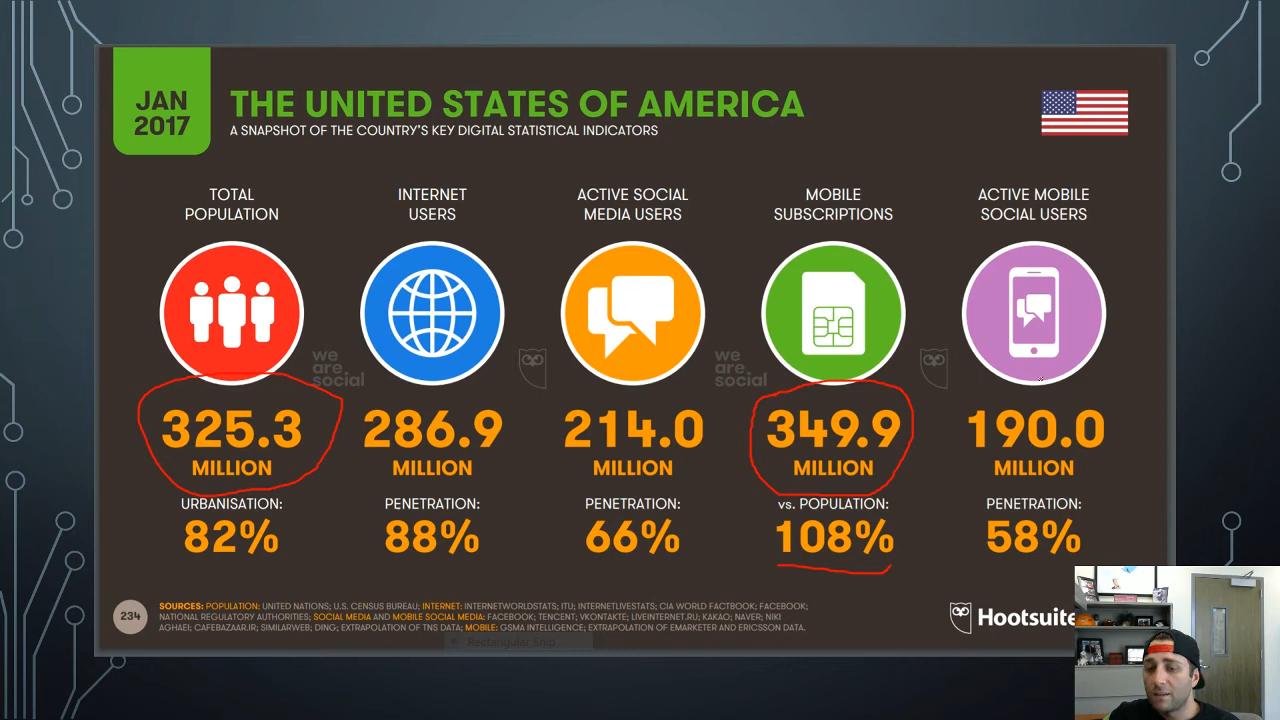 JAN
2017
THE UNITED STATES OF AMERICA
A SNAPSHOT OF THE COUNTRY'S KEY DIGITAL STATISTICAL INDICATORS
TOTAL
POPULATION
INTERNET
USERS
ACTIVE SOCIAL
MEDIA USERS
MOBILE
SUBSCRIPTIONS
ACTIVE MOBILE
SOCIAL USERS
we
are
social
we
are
social
325.3
MILLION
URBANISATION:
82%
286.9
MILLION
PENETRATION:
88%
214.0
MILLION
PENETRATION:
66%
349.9
MILLION
vs. POPULATION:
108%
190.0
MILLION
PENETRATION:
58%
234
SOURCES: POPULATION: UNITED NATIONS; U.S. CENSUS BUREAU; INTERNET: INTERNETWORLDSTATS; ITU; INTERNETLIVESTATS; CIA WORLD FACTBOOK; FACEBOOK;
NATIONAL REGULATORY AUTHORITIES; SOCIAL MEDIA AND MOBILE SOCIAL MEDIA: FACEBOOK; TENCENT; VKONTAKTE; LIVEINTERNET.RU; KAKAO; NAVER; NIKI
AGHAEI; CAFEBAZAAR.IR; SIMILARWEB; DING; EXTRAPOLATION OF TNS DATA; MOBILE: GSMA INTELLIGENCE; EXTRAPOLATION OF EMARKETER AND ERICSSON DATA.
Rectangular Snip
Hootsuite